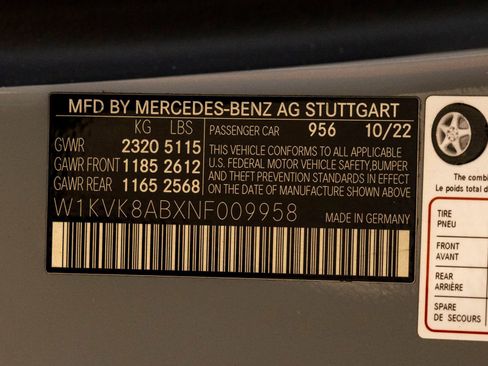 MFD BY MERCEDES-BENZ AG STUTTGART
KG LBS PASSENGER CAR 956 10/22
GVWR 2320 5115 THIS VEHICLE CONFORMS TO ALL APPLICABLE
GAWR FRONT 1185 2612 U.S. FEDERAL MOTOR VEHICLE SAFETY, BUMPER
GAWR REAR 1165 2568 AND THEFT PREVENTION STANDARDS IN EFFECT
ON THE DATE OF MANUFACTURE SHOWN ABOVE.
W1KVK8ABXNF009958 MADE IN GERMANY
The combi
Le poids total d
TIRE
PNEU
FRONT
AVANT
REAR
ARRIÈRE
SPARE
DE SECOURS